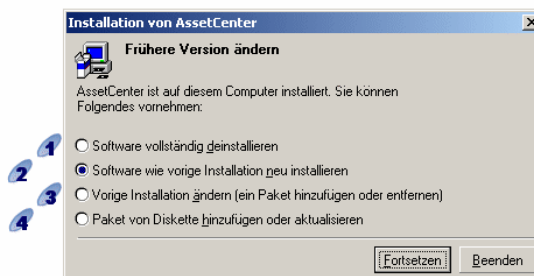 Installation von AssetCenter
Frühere Version ändern
AssetCenter ist auf diesem Computer installiert. Sie können
Folgendes vornehmen:
1 Software vollständig deinstallieren
2 Software wie vorige Installation neu installieren
3 Vorige Installation ändern (ein Paket hinzufügen oder entfernen)
4 Paket von Diskette hinzufügen oder aktualisieren
Fortsetzen Beenden